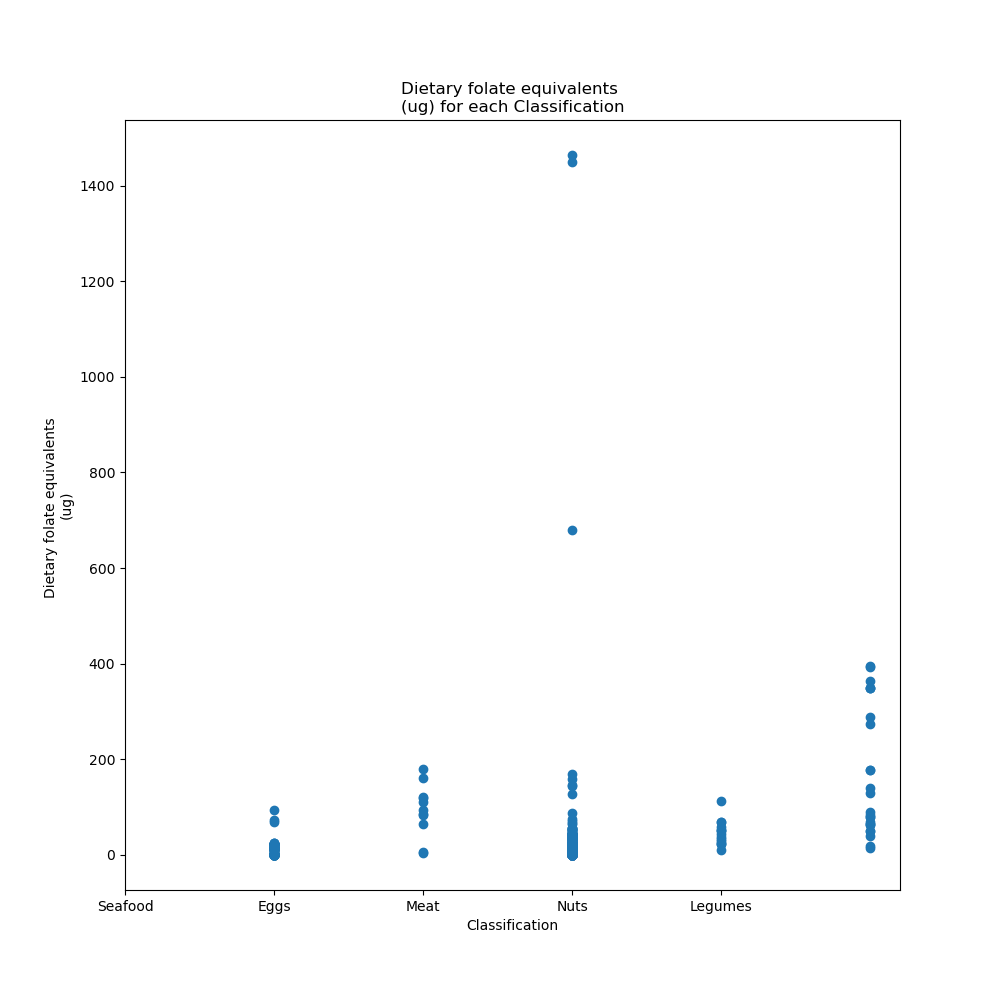 Dietary folate equivalents
(ug) for each Classification
1400
1200
1000
800
600
400
200
0
Dietary folate equivalents
(ug)
Seafood Eggs Meat Nuts Legumes
Classification